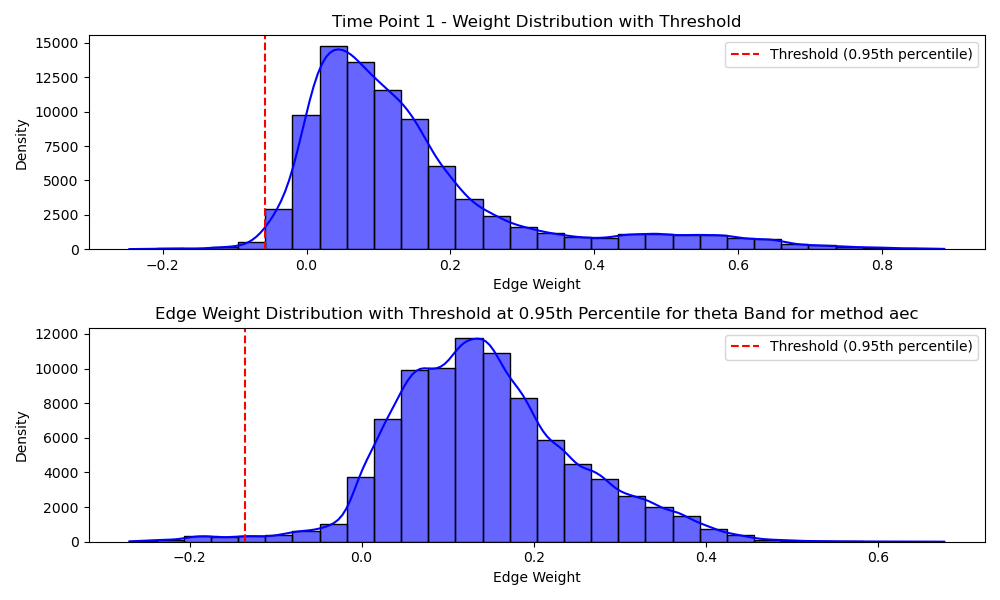 Time Point 1 - Weight Distribution with Threshold
Density
15000
12500
10000
7500
5000
2500
0
Threshold (0.95th percentile)
−0.2 0.0 0.2 0.4 0.6 0.8
Edge Weight
Edge Weight Distribution with Threshold at 0.95th Percentile for theta Band for method aec
Density
12000
10000
8000
6000
4000
2000
0
Threshold (0.95th percentile)
−0.2 0.0 0.2 0.4 0.6
Edge Weight